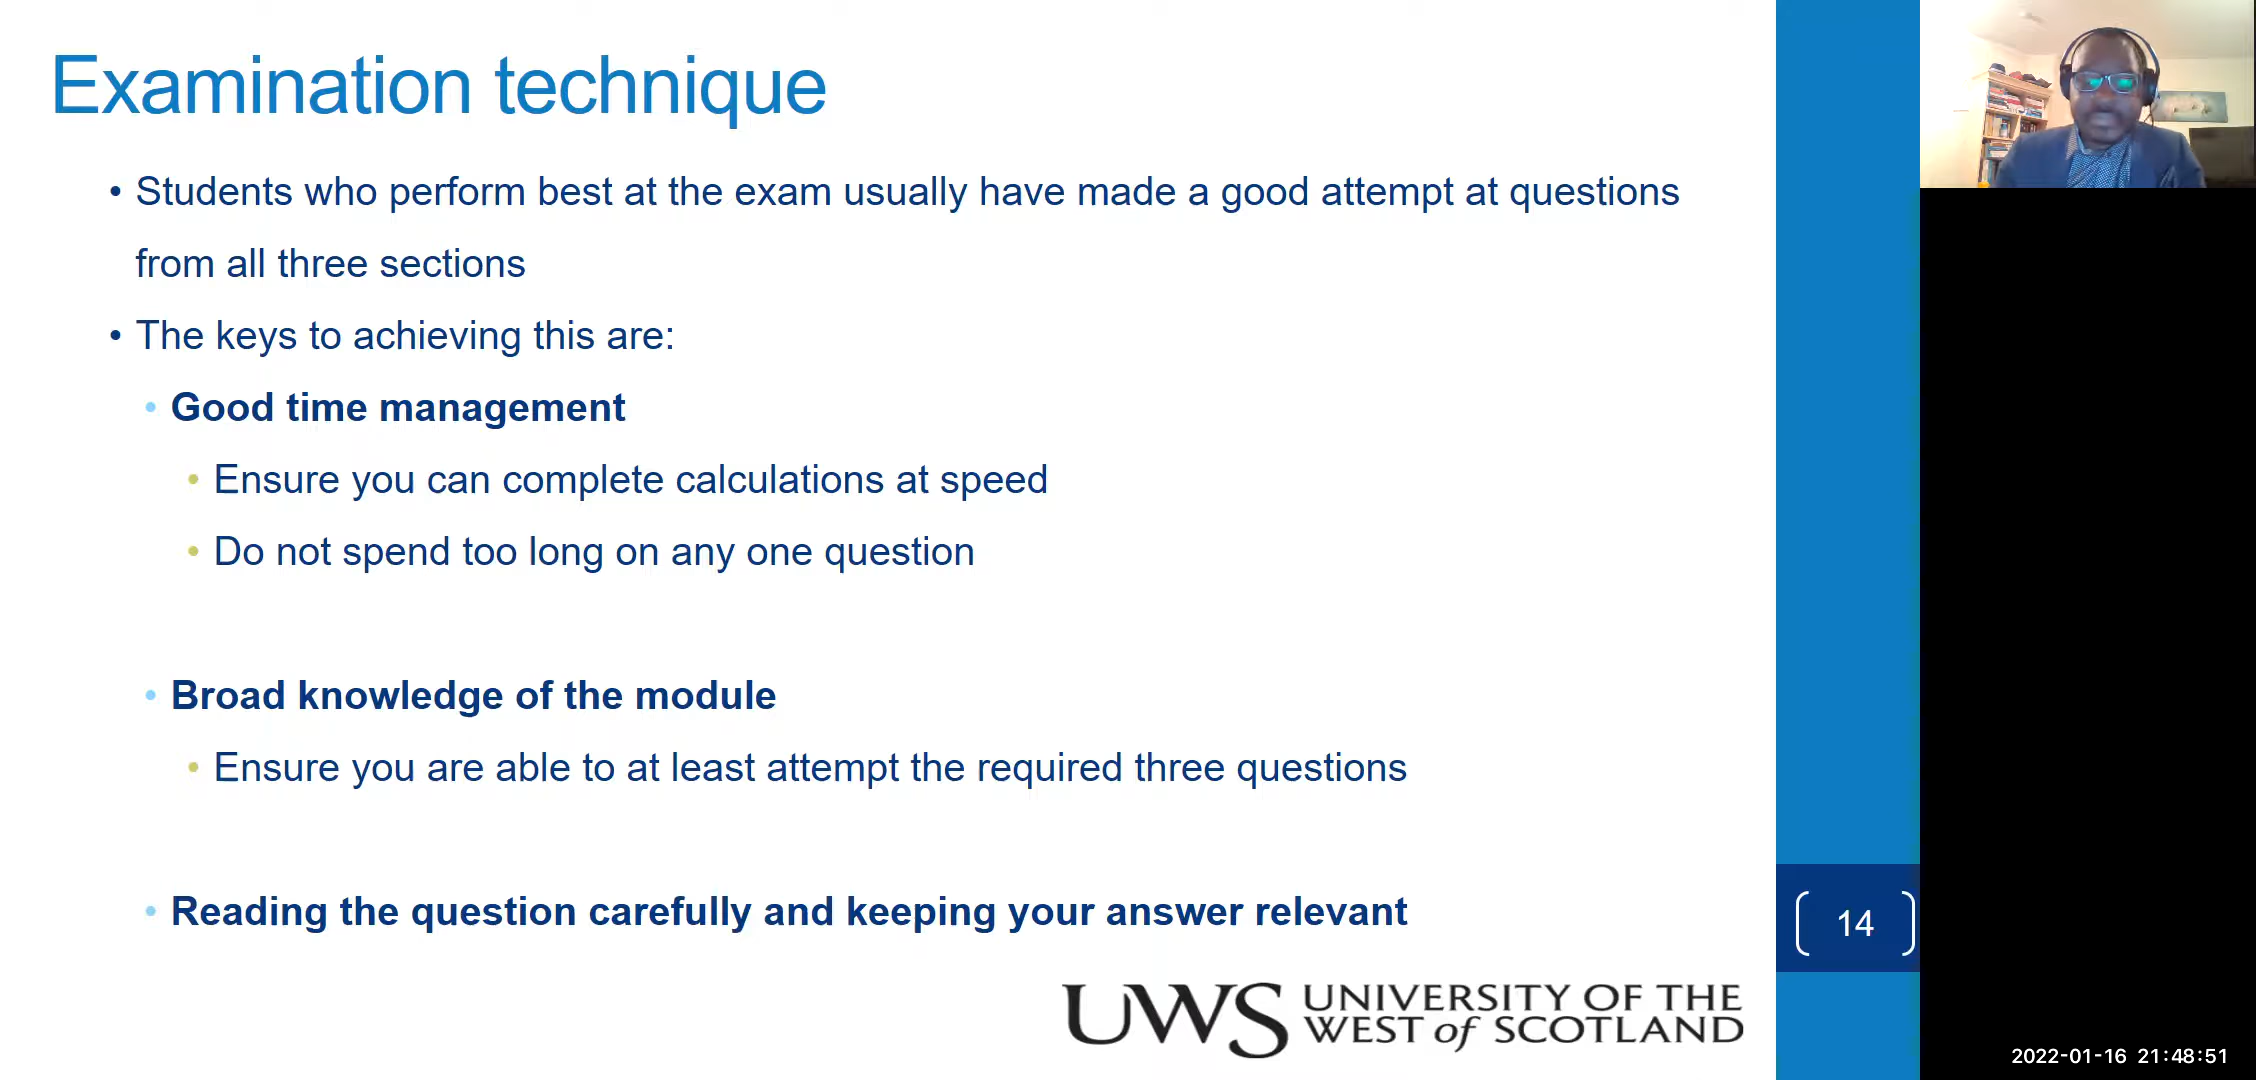 Examination technique
• Students who perform best at the exam usually have made a good attempt at questions
from all three sections
• The keys to achieving this are:
• Good time management
• Ensure you can complete calculations at speed
• Do not spend too long on any one question
• Broad knowledge of the module
• Ensure you are able to at least attempt the required three questions
• Reading the question carefully and keeping your answer relevant
14
UWS UNIVERSITY OF THE
WEST of SCOTLAND
2022-01-16 21:48:51